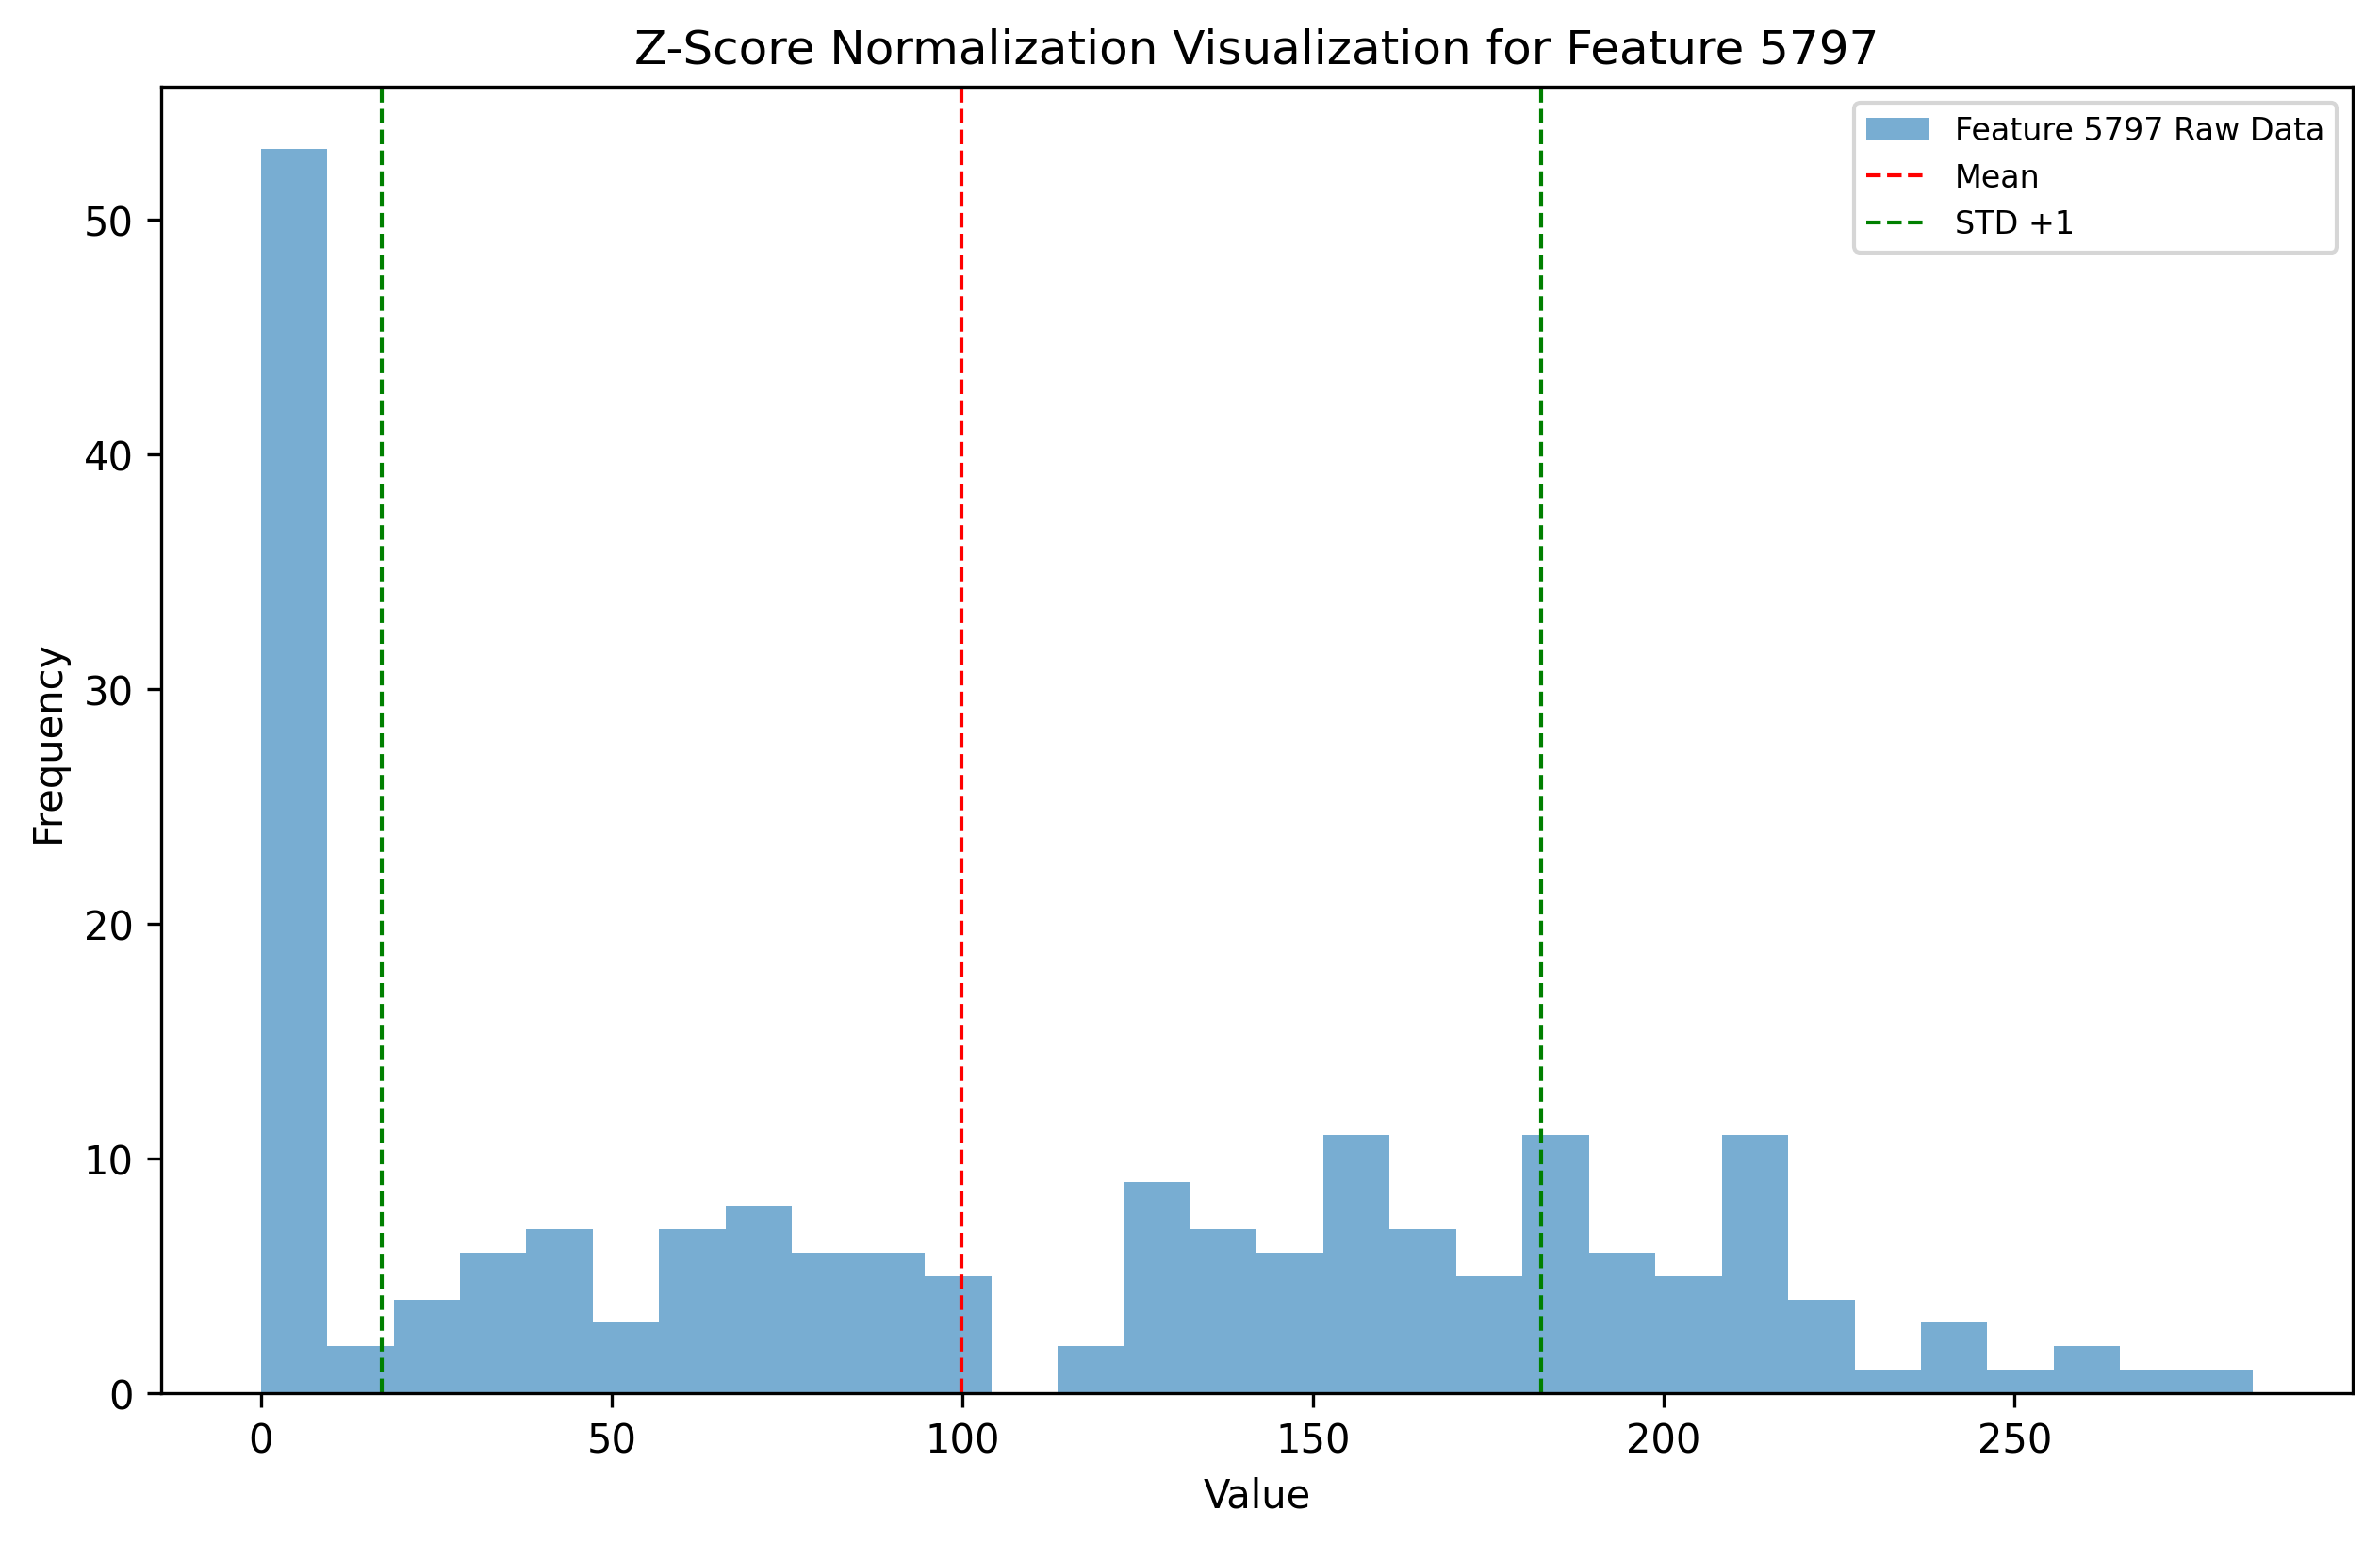 Z-Score Normalization Visualization for Feature 5797
Feature 5797 Raw Data
Mean
STD +1
Frequency
50
40
30
20
10
0
0 50 100 150 200 250
Value